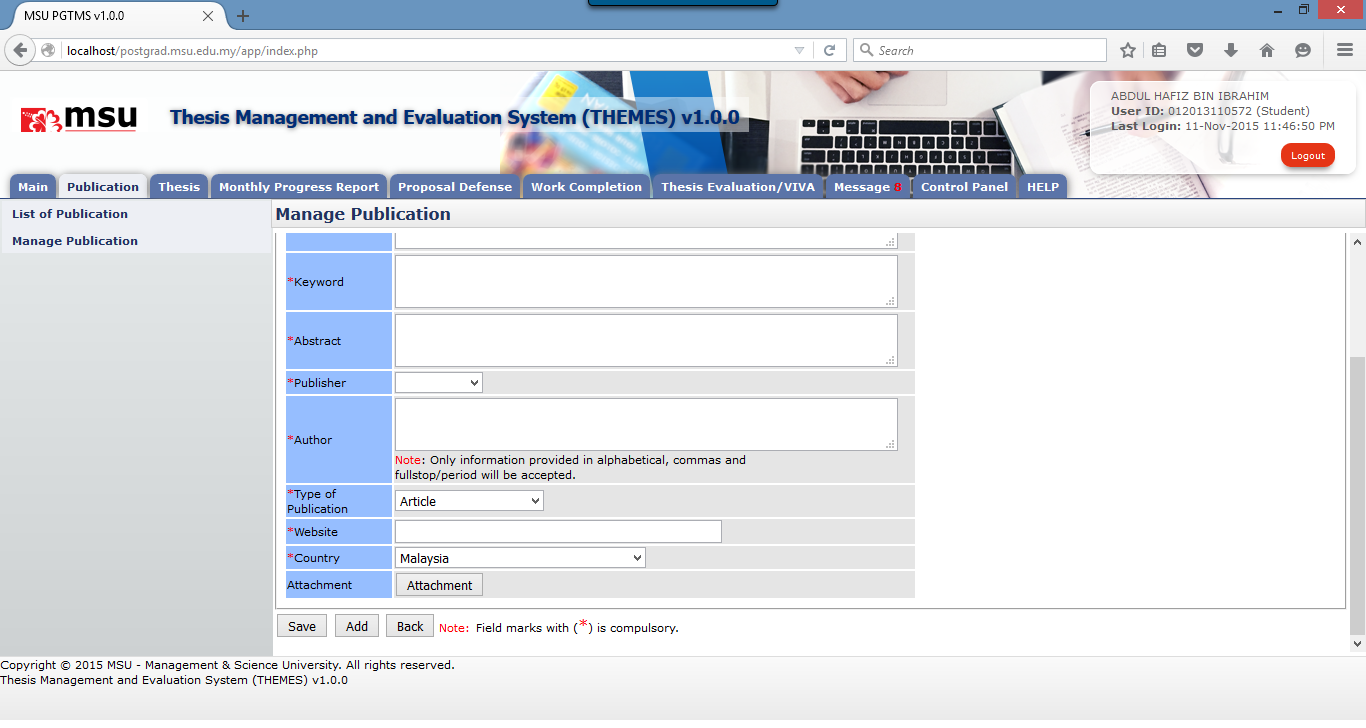 MSU PGTMS v1.0.0
localhost/postgrad.msu.edu.my/app/index.php
Search
msu
Thesis Management and Evaluation System (THEMES) v1.0.0
ABDUL HAFIZ BIN IBRAHIM
User ID: 012013110572 (Student)
Last Login: 11-Nov-2015 11:46:50 PM
Logout
Main Publication Thesis Monthly Progress Report Proposal Defense Work Completion Thesis Evaluation/VIVA Message 8 Control Panel HELP
List of Publication
Manage Publication
Manage Publication
*Keyword
*Abstract
*Publisher
*Author
Note: Only information provided in alphabetical, commas and
fullstop/period will be accepted.
*Type of
Publication
Article
*Website
*Country Malaysia
Attachment Attachment
Save Add Back Note: Field marks with (*) is compulsory.
Copyright © 2015 MSU - Management & Science University. All rights reserved.
Thesis Management and Evaluation System (THEMES) v1.0.0